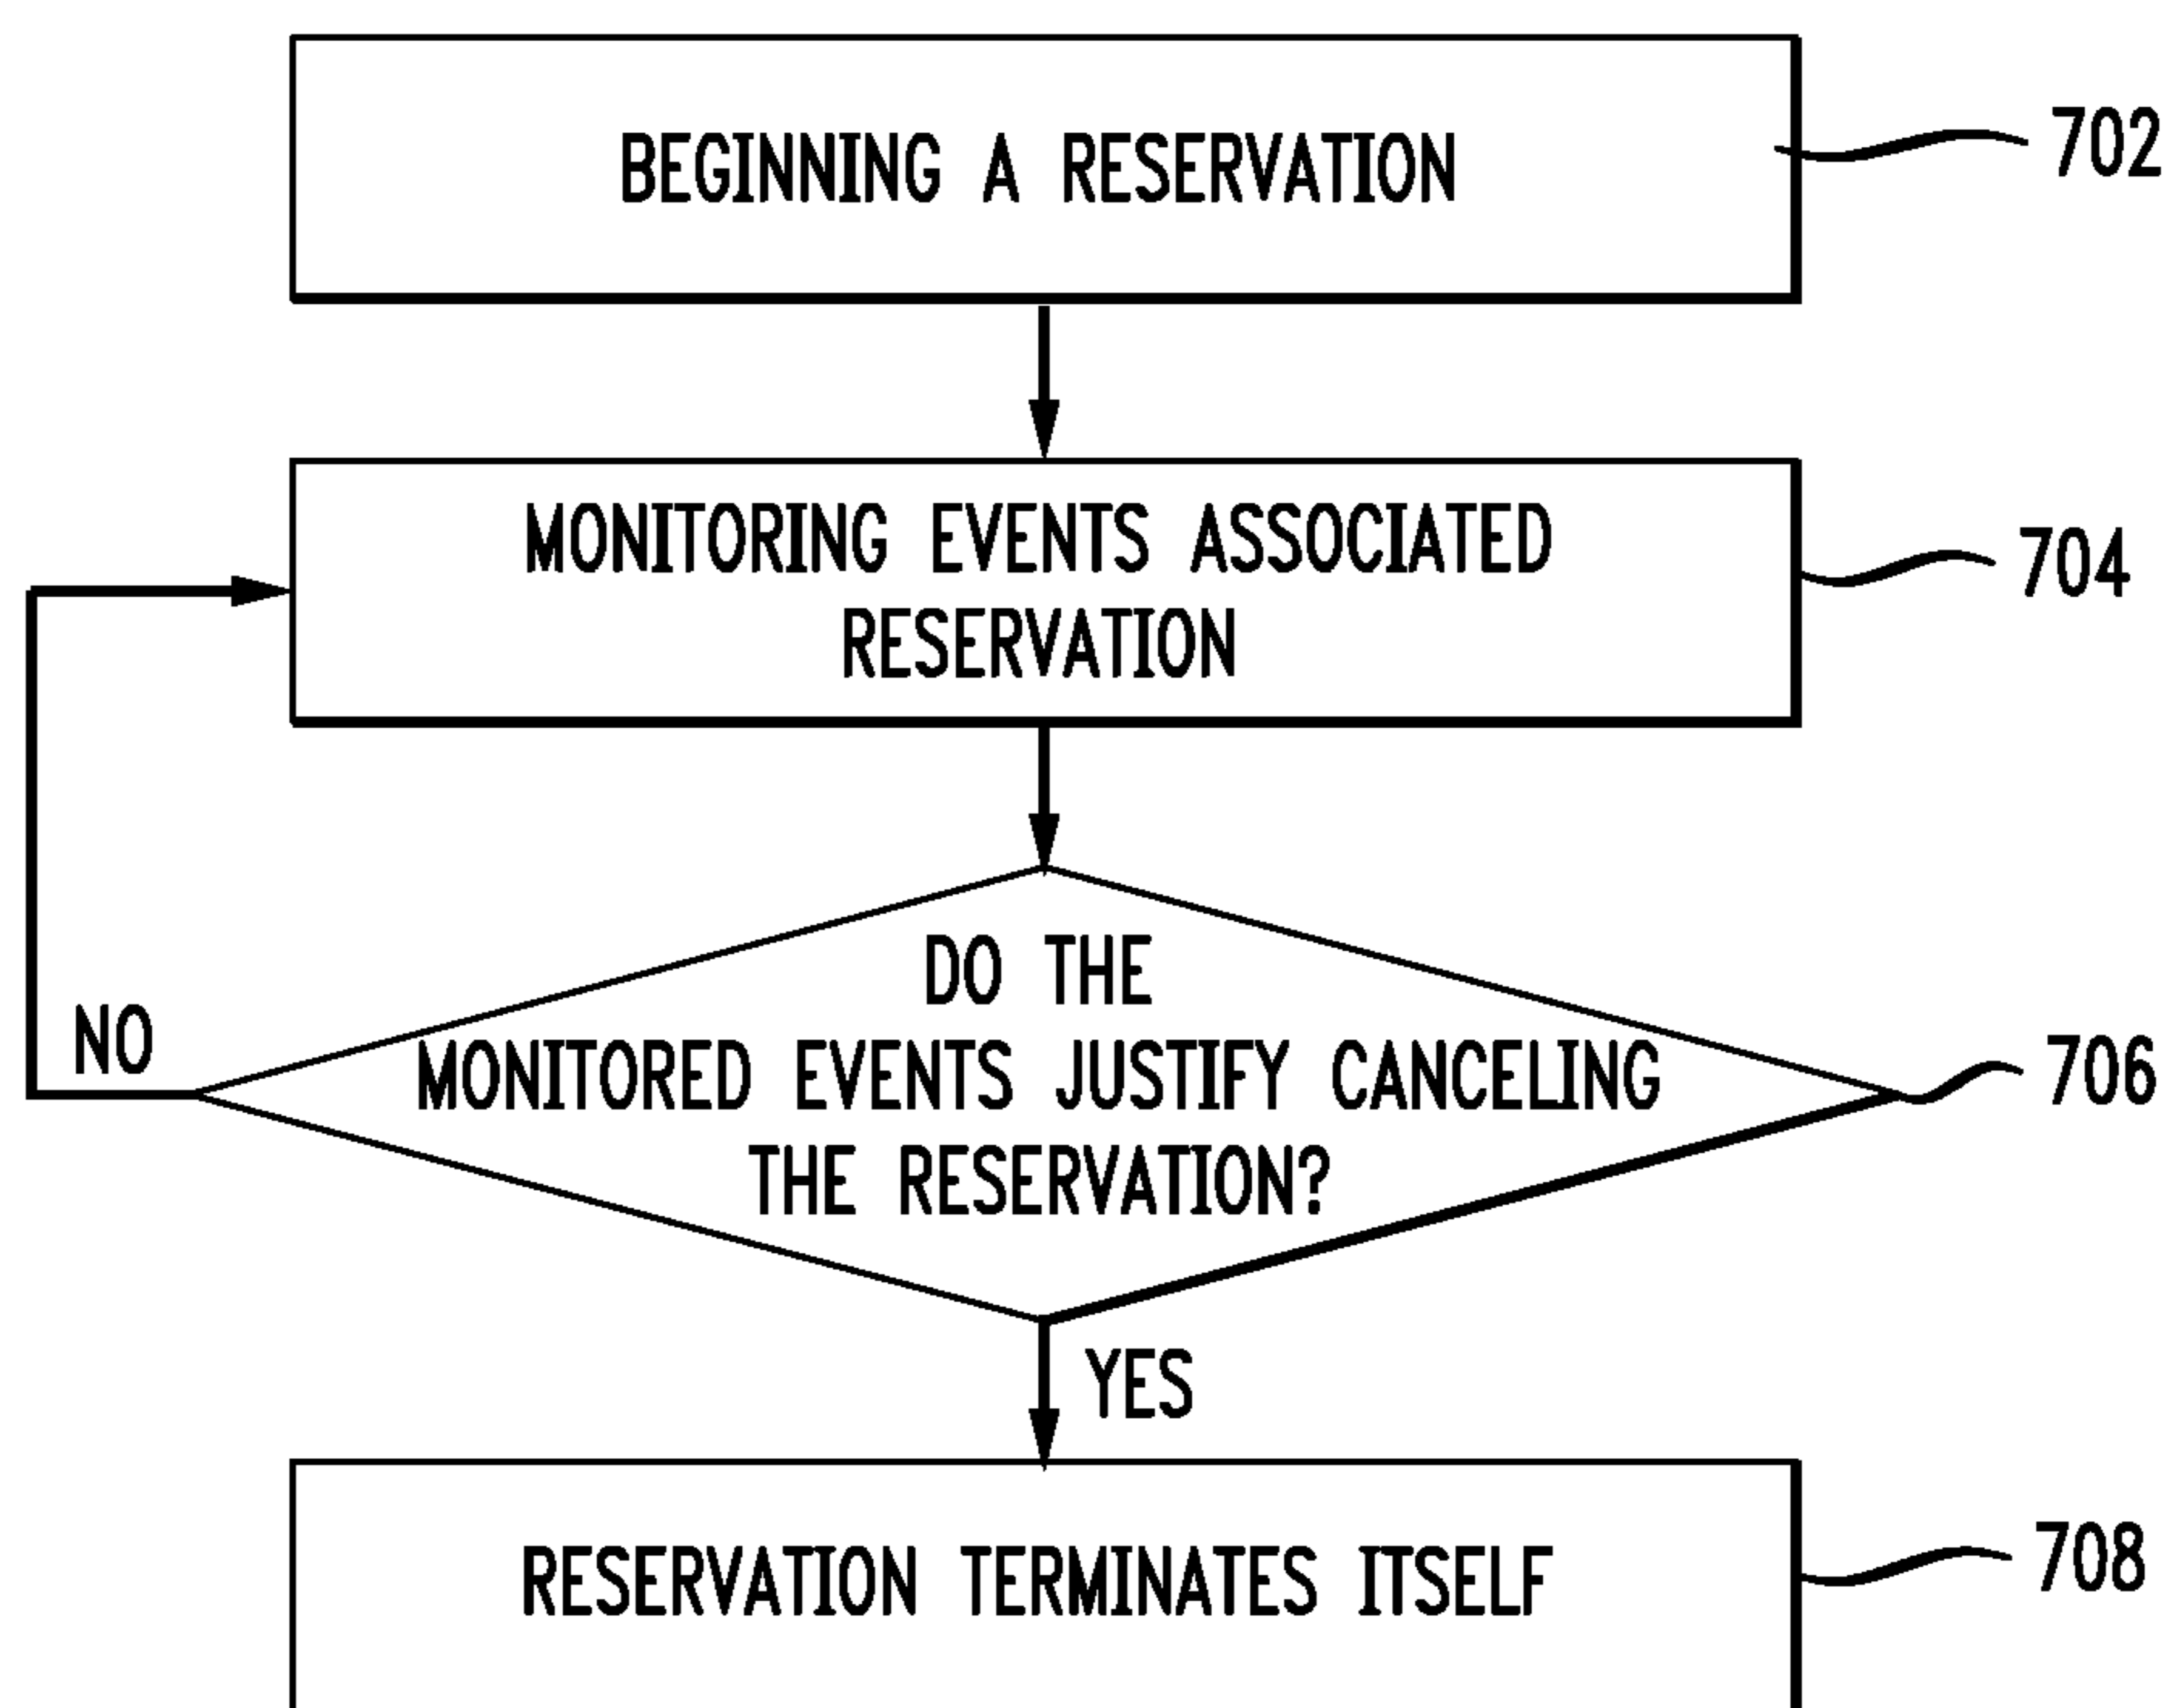 BEGINNING A RESERVATION
702
MONITORING EVENTS ASSOCIATED
RESERVATION
704
DO THE
MONITORED EVENTS JUSTIFY CANCELING
THE RESERVATION?
706
NO
YES
RESERVATION TERMINATES ITSELF
708